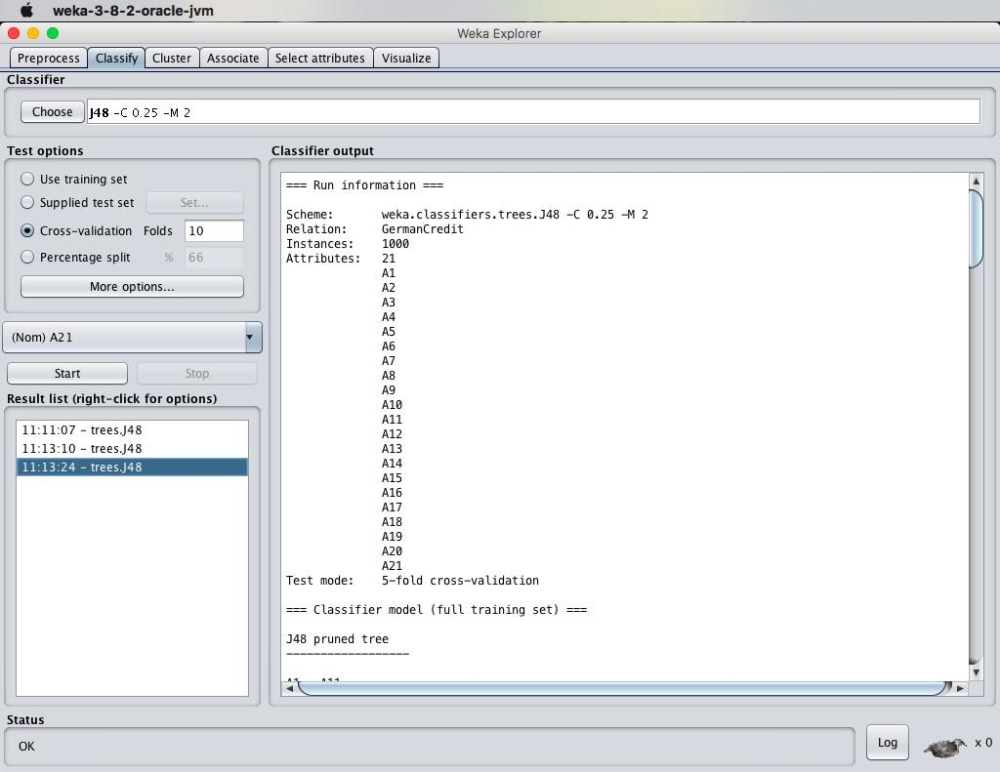 weka-3-8-2-oracle-jvm
Weka Explorer
Preprocess Classify Cluster Associate Select attributes Visualize
Classifier
Choose J48 -C 0.25 -M 2
Test options
Use training set
Supplied test set Set...
Cross-validation Folds 10
Percentage split % 66
More options...
(Nom) A21
Start Stop
Result list (right-click for options)
11:11:07 - trees.J48
11:13:10 - trees.J48
11:13:24 - trees.J48
Classifier output
=== Run information ===
Scheme: weka.classifiers.trees.J48 -C 0.25 -M 2
Relation: GermanCredit
Instances: 1000
Attributes: 21
A1
A2
A3
A4
A5
A6
A7
A8
A9
A10
A11
A12
A13
A14
A15
A16
A17
A18
A19
A20
A21
Test mode: 5-fold cross-validation
=== Classifier model (full training set) ===
J48 pruned tree
------------------
Status
OK
Log x 0